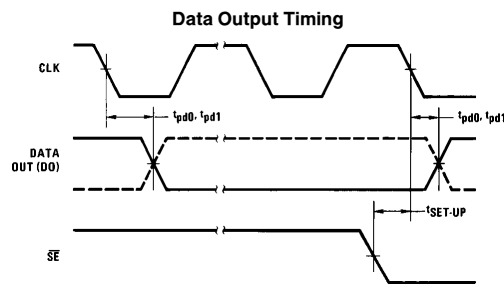 Data Output Timing
CLK
tpd0, tpd1
tpd0, tpd1
DATA
OUT (DO)
tSET-UP
SE